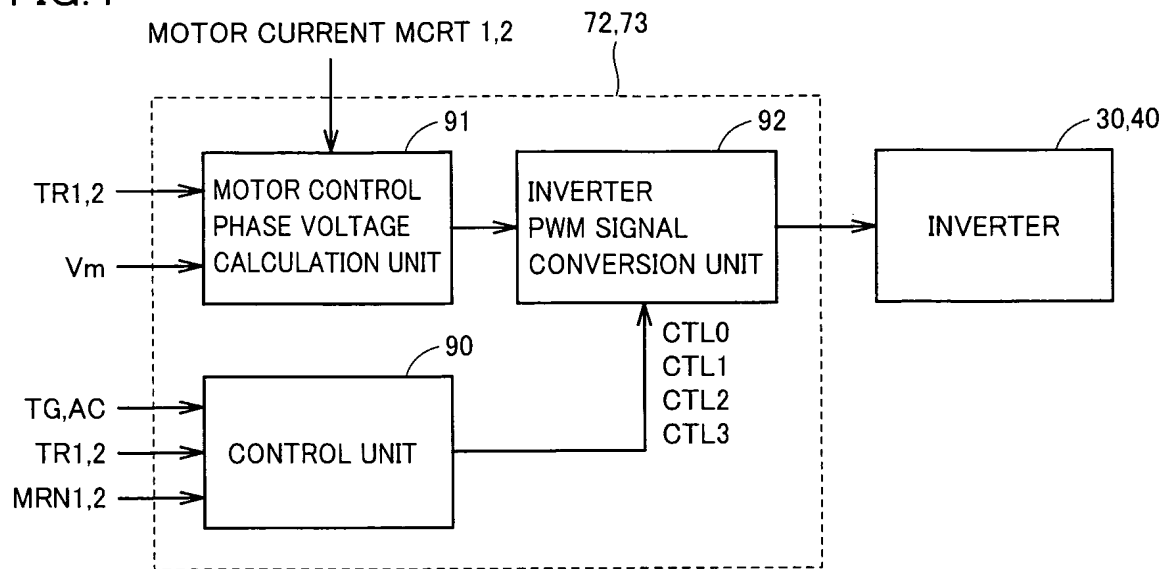 MOTOR CURRENT MCRT 1,2
72,73
91
92
30,40
TR1,2
Vm
MOTOR CONTROL
PHASE VOLTAGE
CALCULATION UNIT
INVERTER
PWM SIGNAL
CONVERSION UNIT
INVERTER
CTL0
CTL1
CTL2
CTL3
90
TG,AC
TR1,2
MRN1,2
CONTROL UNIT